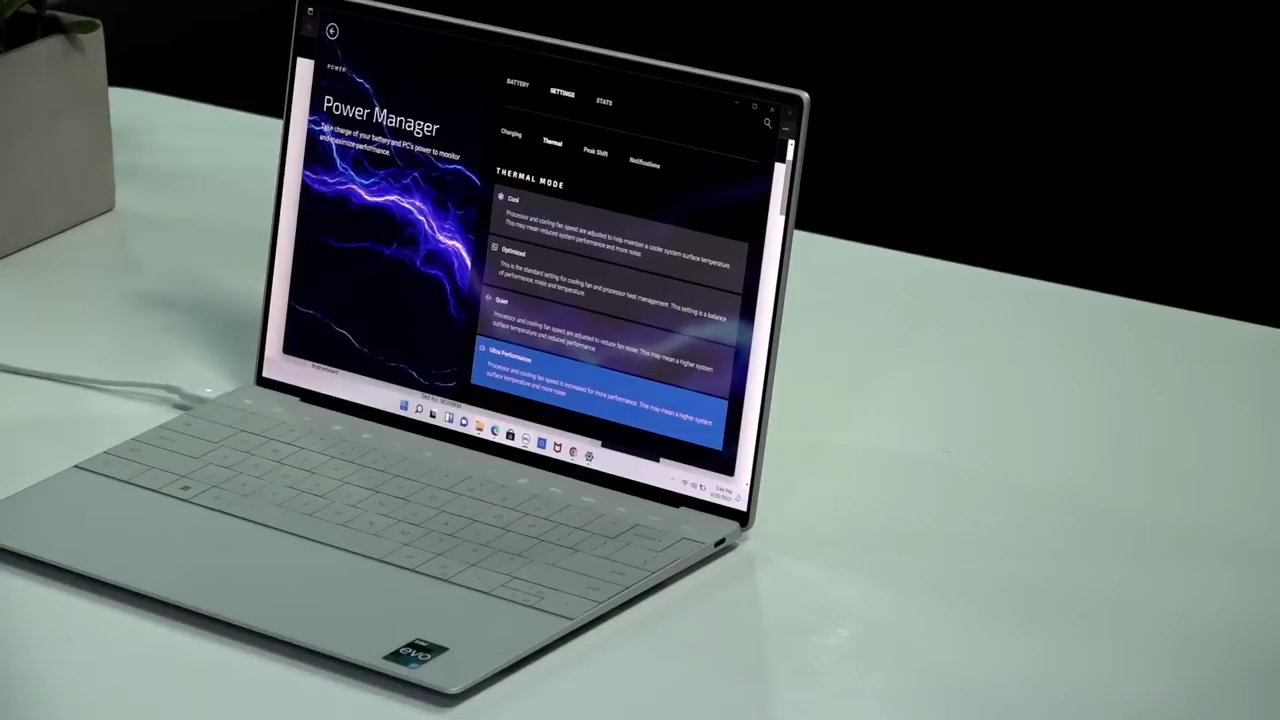 POWER
Power Manager
Take charge of your battery and PC's power to monitor
and maximize performance.
BATTERY
SETTINGS
STATS
Charging
Thermal
Peak Shift
Notifications
THERMAL MODE
Cool
Processor and cooling fan speed are adjusted to help maintain a cooler system surface temperature.
This may mean reduced system performance and more noise.
Optimized
This is the standard setting for cooling fan and processor heat management. This setting is a balance
of performance, noise and temperature.
Quiet
Processor and cooling fan speed are adjusted to reduce fan noise. This may mean a higher system
surface temperature and reduced performance.
Ultra Performance
Processor and cooling fan speed is increased for more performance. This may mean a higher system
surface temperature and more noise.
Motherboard
Dell Inc.
intel
evo